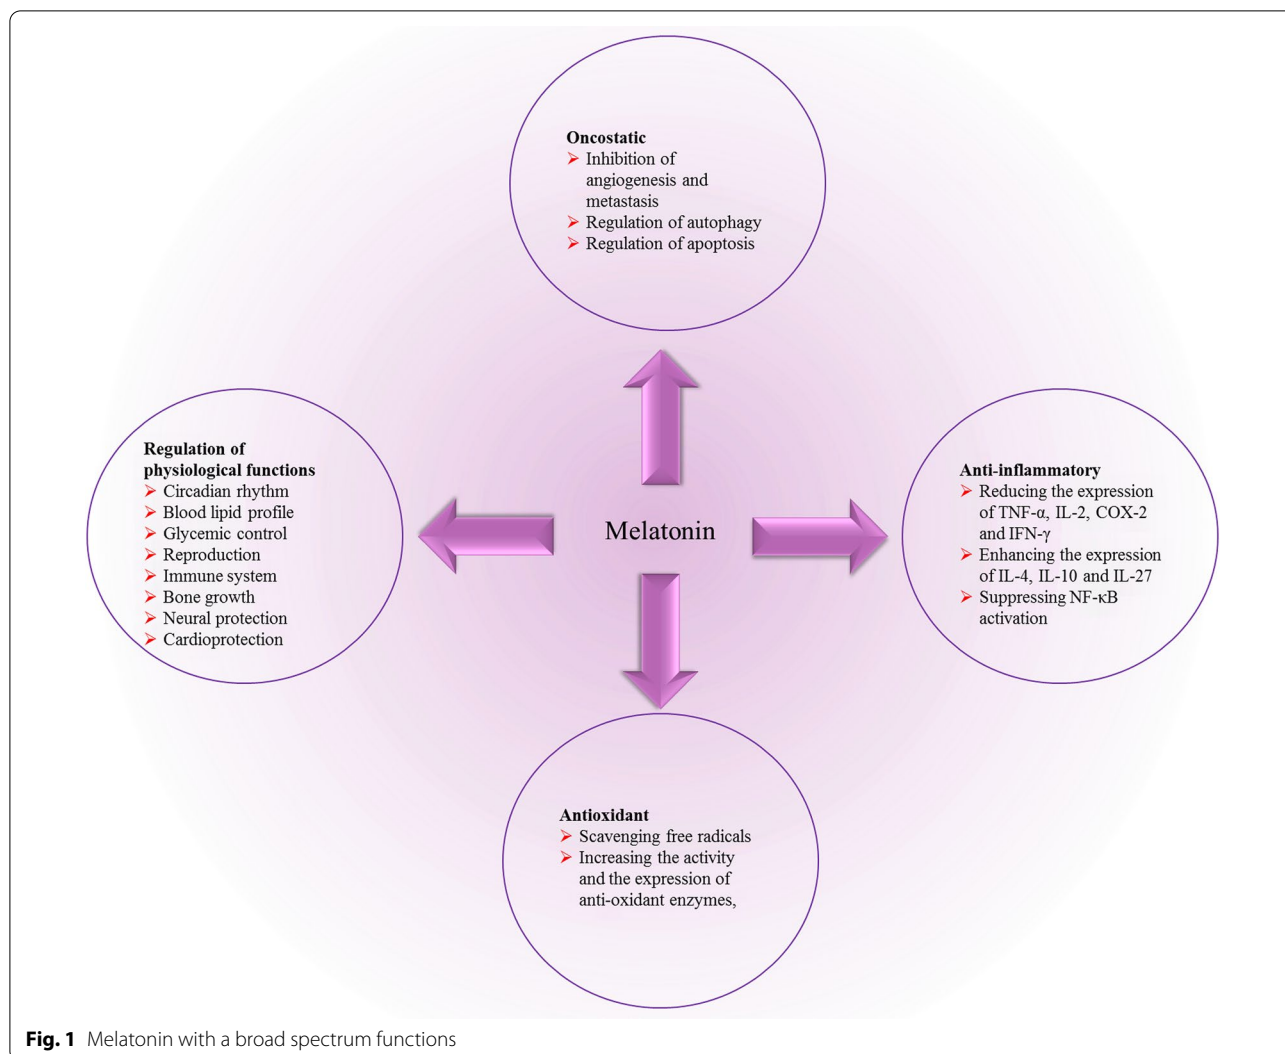 Oncostatic
➢ Inhibition of
angiogenesis and
metastasis
➢ Regulation of autophagy
➢ Regulation of apoptosis
Regulation of
physiological functions
➢ Circadian rhythm
➢ Blood lipid profile
➢ Glycemic control
➢ Reproduction
➢ Immune system
➢ Bone growth
➢ Neural protection
➢ Cardioprotection
Melatonin
Anti-inflammatory
➢ Reducing the expression
of TNF-α, IL-2, COX-2
and IFN-γ
➢ Enhancing the expression
of IL-4, IL-10 and IL-27
➢ Suppressing NF-κB
activation
Antioxidant
➢ Scavenging free radicals
➢ Increasing the activity
and the expression of
anti-oxidant enzymes,
Fig. 1 Melatonin with a broad spectrum functions